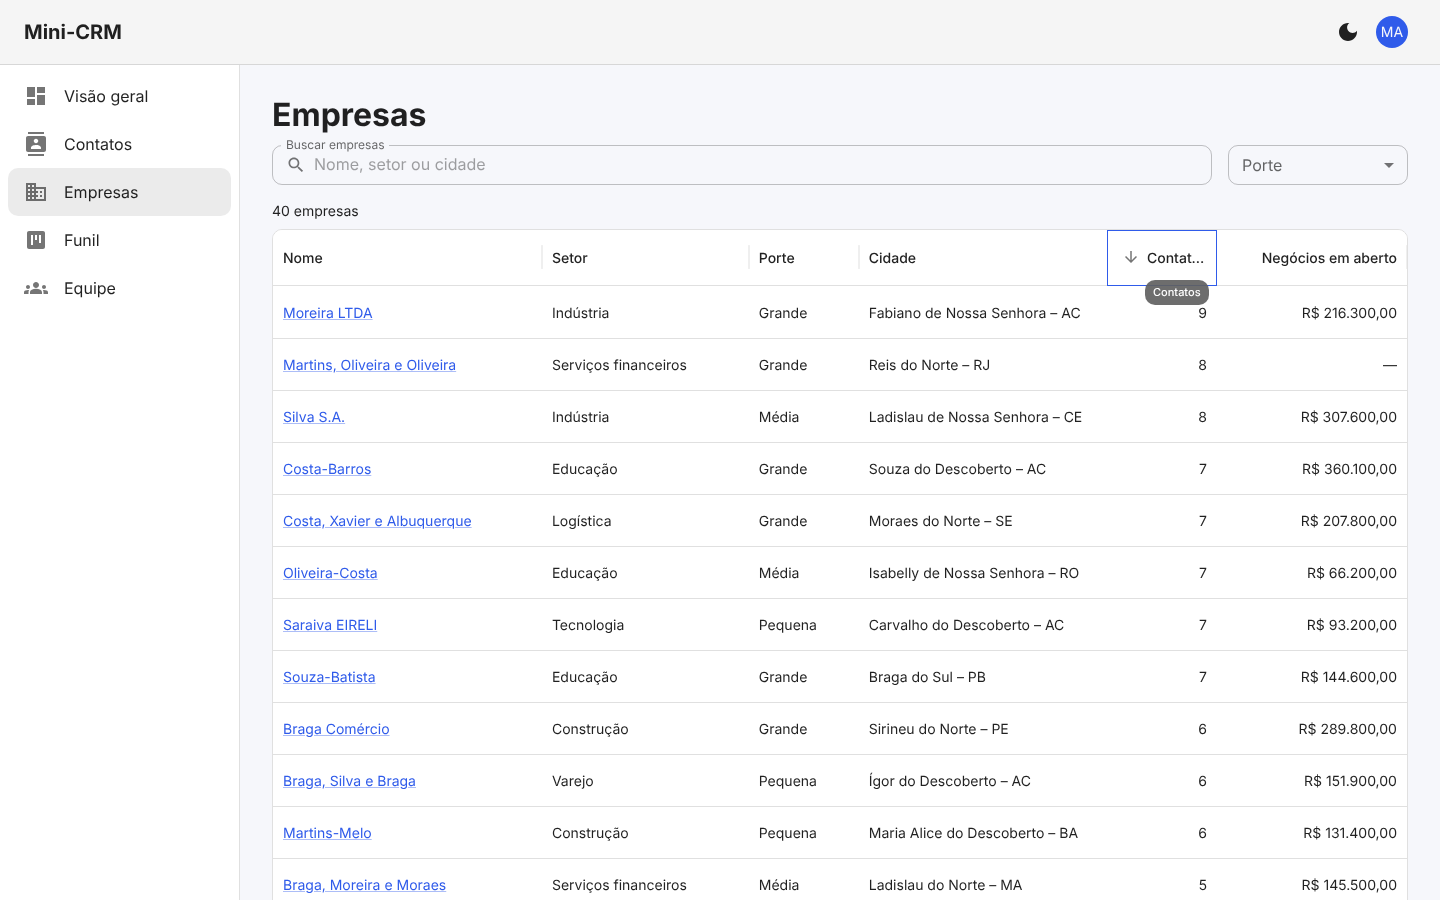 Mini-CRM
MA
Visão geral
Contatos
Empresas
Funil
Equipe
Empresas
Buscar empresas
Nome, setor ou cidade
Porte
40 empresas
Nome Setor Porte Cidade Contat... Negócios em aberto
Contatos
Moreira LTDA Indústria Grande Fabiano de Nossa Senhora – AC 9 R$ 216.300,00
Martins, Oliveira e Oliveira Serviços financeiros Grande Reis do Norte – RJ 8 —
Silva S.A. Indústria Média Ladislau de Nossa Senhora – CE 8 R$ 307.600,00
Costa-Barros Educação Grande Souza do Descoberto – AC 7 R$ 360.100,00
Costa, Xavier e Albuquerque Logística Grande Moraes do Norte – SE 7 R$ 207.800,00
Oliveira-Costa Educação Média Isabelly de Nossa Senhora – RO 7 R$ 66.200,00
Saraiva EIRELI Tecnologia Pequena Carvalho do Descoberto – AC 7 R$ 93.200,00
Souza-Batista Educação Grande Braga do Sul – PB 7 R$ 144.600,00
Braga Comércio Construção Grande Sirineu do Norte – PE 6 R$ 289.800,00
Braga, Silva e Braga Varejo Pequena Ígor do Descoberto – AC 6 R$ 151.900,00
Martins-Melo Construção Pequena Maria Alice do Descoberto – BA 6 R$ 131.400,00
Braga, Moreira e Moraes Serviços financeiros Média Ladislau do Norte – MA 5 R$ 145.500,00